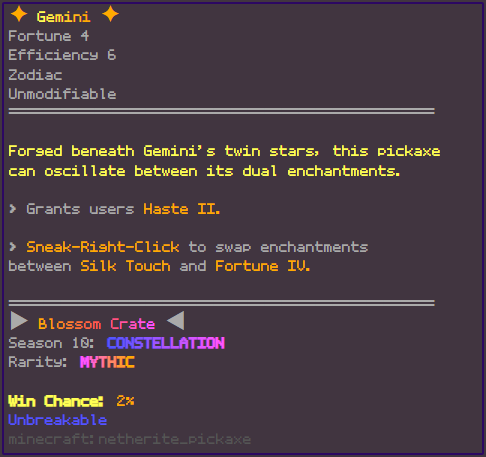 ✦ Gemini ✦
Fortune 4
Efficiency 6
Zodiac
Unmodifiable
Forsed beneath Gemini's twin stars, this pickaxe
can oscillate between its dual enchantments.
> Grants users Haste II.
> Sneak-Right-Click to swap enchantments
between Silk Touch and Fortune IV.
▶ Blossom Crate ◀
Season 10: CONSTELLATION
Rarity: MYTHIC
Win Chance: 2%
Unbreakable
minecraft:netherite_pickaxe